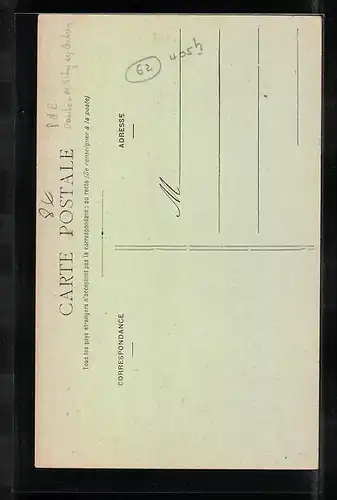 62
CARTE POSTALE
Tous les pays étrangers n'acceptent pas la correspondance au recto (Se renseigner à la poste)
CORRESPONDANCE
ADRESSE
M